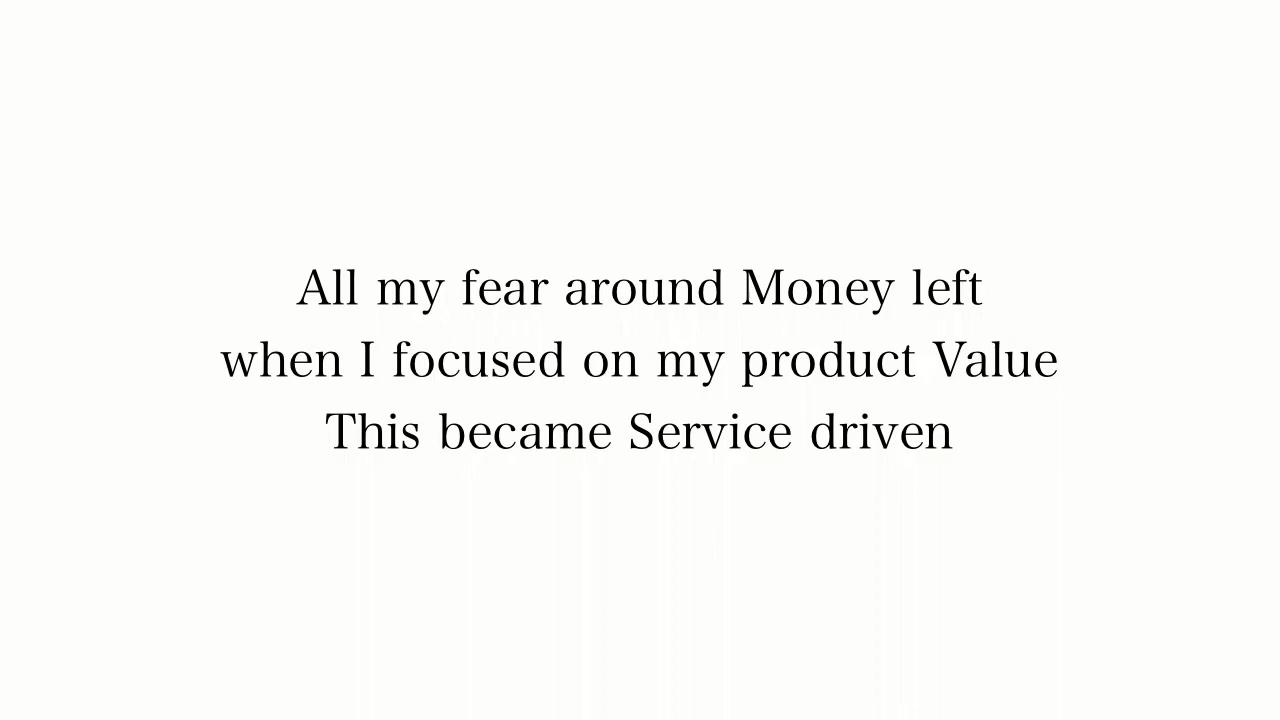 All my fear around Money left
when I focused on my product Value
This became Service driven